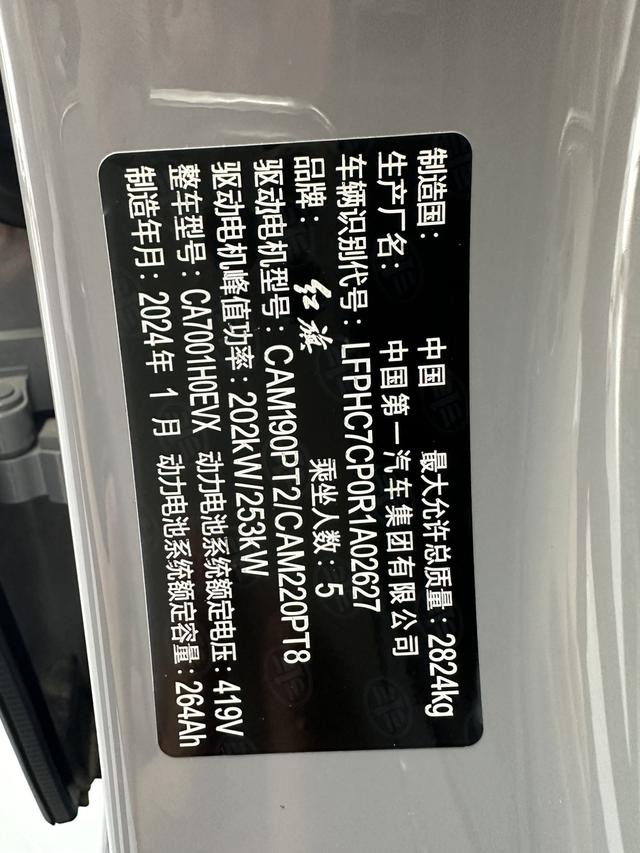 制造国: 中国 最大允许总质量: 2824kg
生产厂名: 中国第一汽车集团有限公司
车辆识别代号: LFPHC7CP0R1A02627
品牌: 红旗 乘坐人数: 5
驱动电机型号: CAM190PT2/CAM220PT8
驱动电机峰值功率: 202kW/253kW
整车型号: CA7001H0EVX 动力电池系统额定电压: 419V
制造年月: 2024年1月 动力电池系统额定容量: 264Ah